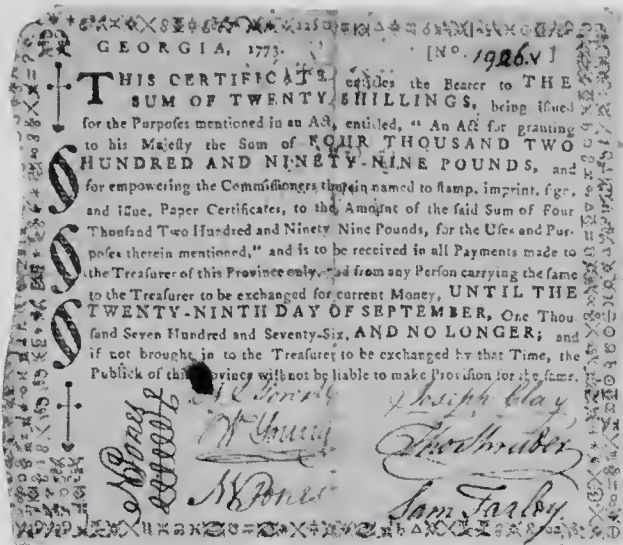 GEORGIA, 1773. [No. 1926.v]
THIS CERTIFICATE entitles the Bearer to THE
SUM OF TWENTY SHILLINGS, being issued
for the Purposes mentioned in an Act, entitled, " An Act for granting
to his Majesty the Sum of FOUR THOUSAND TWO
HUNDRED AND NINETY-NINE POUNDS, and
for empowering the Commissioners therein named to stamp, imprint, sign,
and issue, Paper Certificates, to the Amount of the said Sum of Four
Thousand Two Hundred and Ninety Nine Pounds, for the Uses and Pur-
poses therein mentioned," and is to be received in all Payments made to
the Treasurer of this Province only, and from any Person carrying the same
to the Treasurer to be exchanged for current Money, UNTIL THE
TWENTY-NINTH DAY OF SEPTEMBER, One Thou-
sand Seven Hundred and Seventy-Six, AND NO LONGER; and
if not brought in to the Treasurer to be exchanged by that Time, the
Publick of this Province will not be liable to make Provision for the same.
Joseph Clay,
Wm Young
N Jones
N Jones
Sam Farley